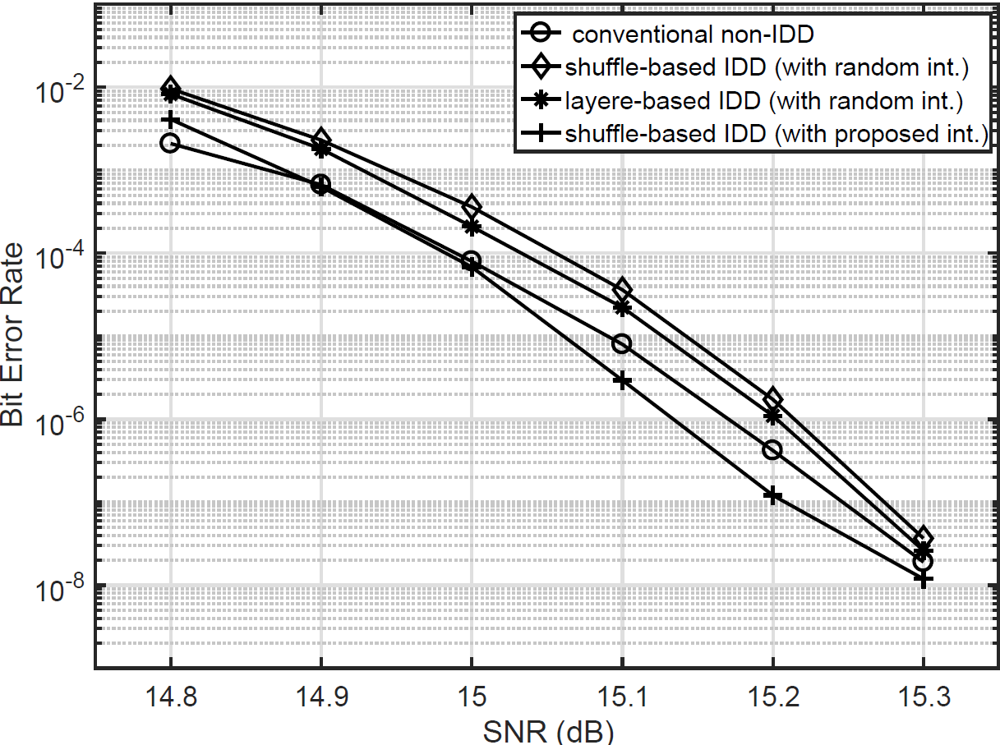 conventional non-IDD
shuffle-based IDD (with random int.)
layere-based IDD (with random int.)
shuffle-based IDD (with proposed int.)
10-2
10-4
10-6
10-8
Bit Error Rate
14.8 14.9 15 15.1 15.2 15.3
SNR (dB)